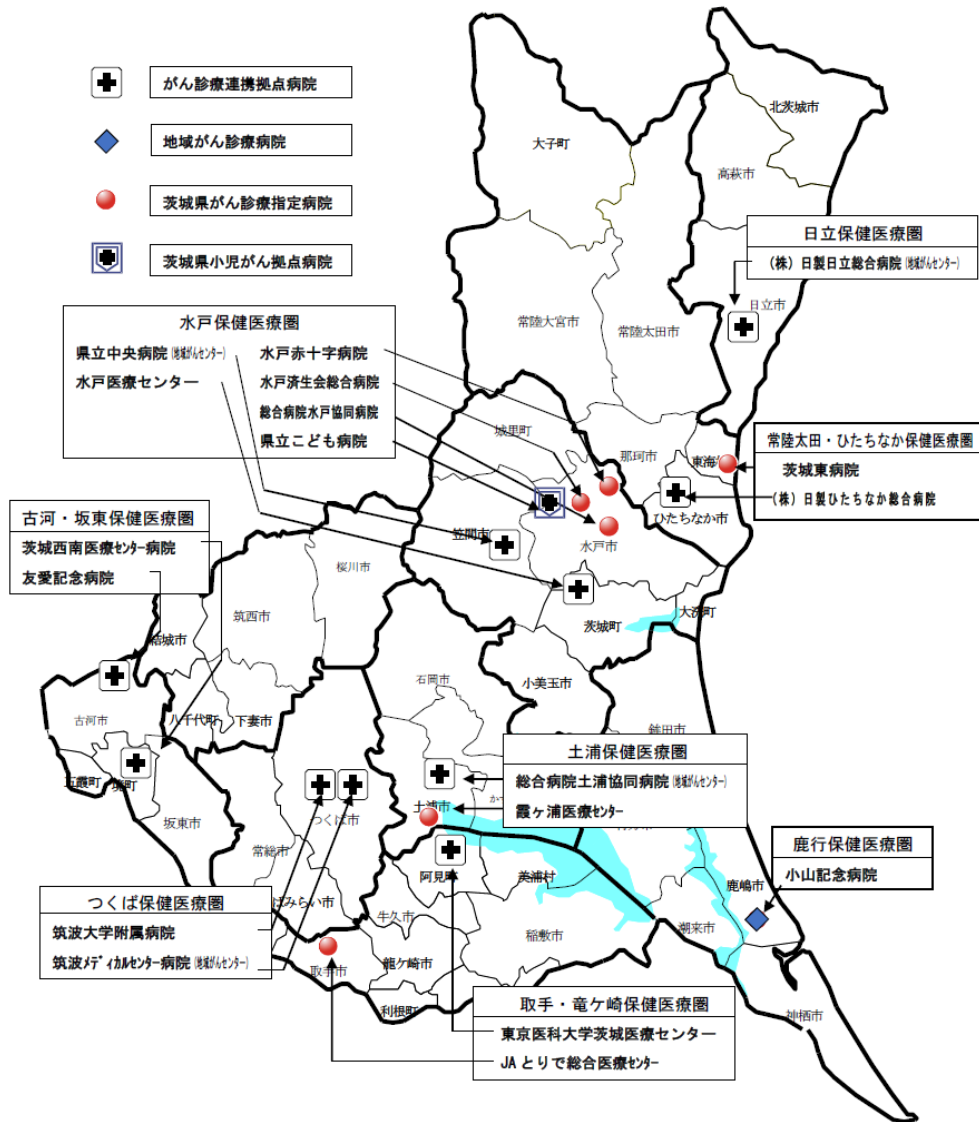 がん診療連携拠点病院
地域がん診療病院
茨城県がん診療指定病院
茨城県小児がん拠点病院
北茨城市
大子町
高萩市
日立保健医療圏
(株)日製日立総合病院(地域がんセンター)
日立市
常陸大宮市
常陸太田市
水戸保健医療圏
県立中央病院(地域がんセンター)
水戸医療センター
水戸赤十字病院
水戸済生会総合病院
総合病院水戸協同病院
県立こども病院
城里町
那珂市
東海
常陸太田・ひたちなか保健医療圏
茨城東病院
(株)日製ひたちなか総合病院
ひたちなか市
笠間市
水戸市
古河・坂東保健医療圏
茨城西南医療センター病院
友愛記念病院
桜川市
筑西市
茨城町
大洗町
結城市
石岡市
小美玉市
鉾田市
古河市
八千代町
下妻市
五霞町
境町
坂東市
つくば市
土浦市
か
土浦保健医療圏
総合病院土浦協同病院(地域がんセンター)
霞ヶ浦医療センター
常総市
阿見町
美浦村
鹿行保健医療圏
小山記念病院
鹿嶋市
つくば保健医療圏
筑波大学附属病院
筑波メディカルセンター病院(地域がんセンター)
ばみらい市
牛久市
稲敷市
潮来市
取手市
龍ケ崎市
利根町
神栖市
取手・竜ケ崎保健医療圏
東京医科大学茨城医療センター
JAとりで総合医療センター